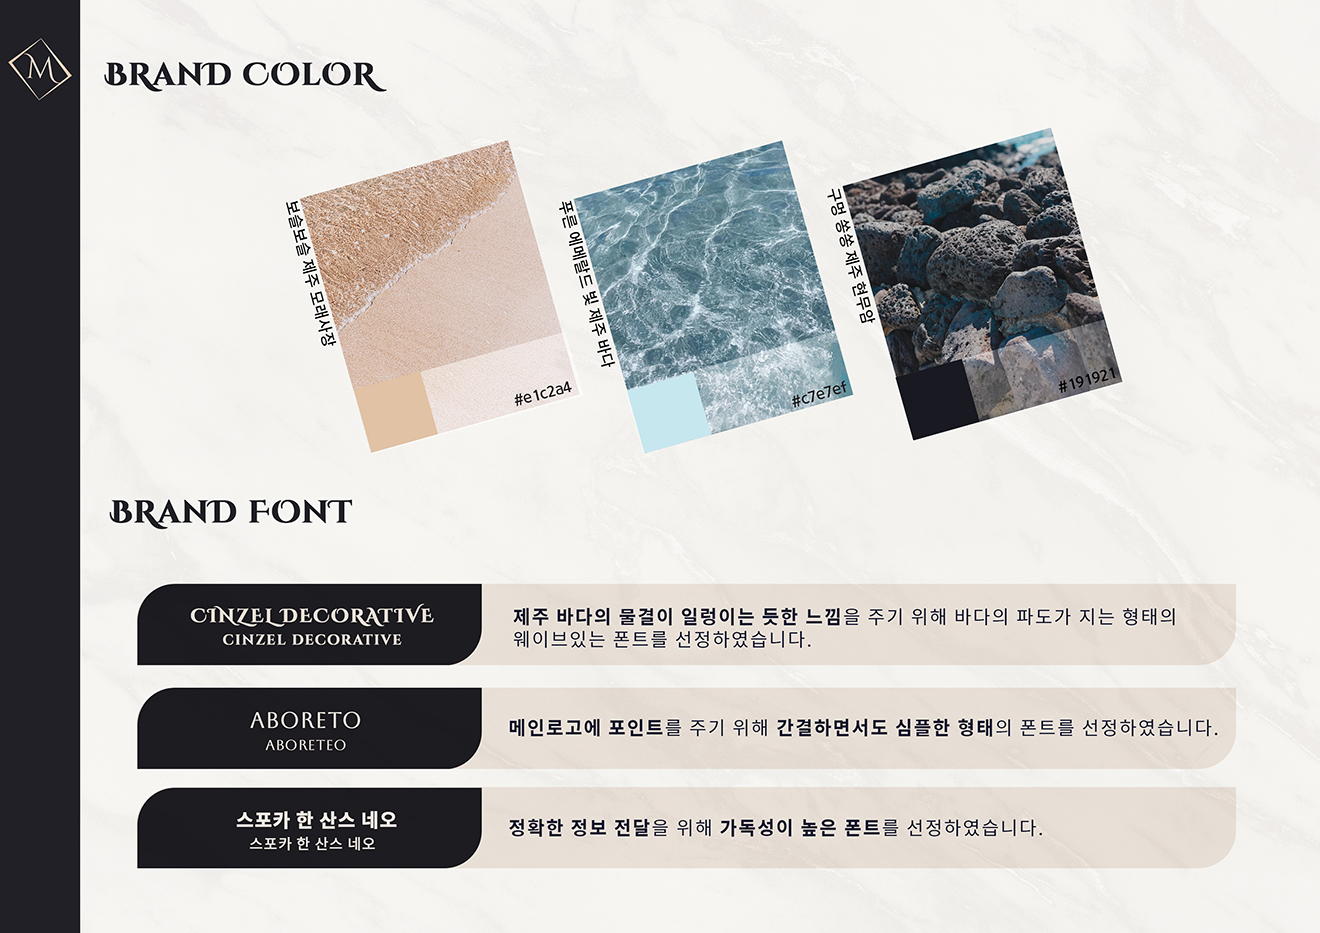 M
BRAND COLOR
보슬보슬 제주 모래사장
#e1c2a4
푸른 에메랄드 빛 제주 바다
#c7e7ef
구멍 쏭쏭 제주 현무암
#191921
BRAND FONT
CINZEL DECORATIVE
CINZEL DECORATIVE
제주 바다의 물결이 일렁이는 듯한 느낌을 주기 위해 바다의 파도가 지는 형태의
웨이브있는 폰트를 선정하였습니다.
ABORETO
ABORETEO
메인로고에 포인트를 주기 위해 간결하면서도 심플한 형태의 폰트를 선정하였습니다.
스포카 한 산스 네오
스포카 한 산스 네오
정확한 정보 전달을 위해 가독성이 높은 폰트를 선정하였습니다.